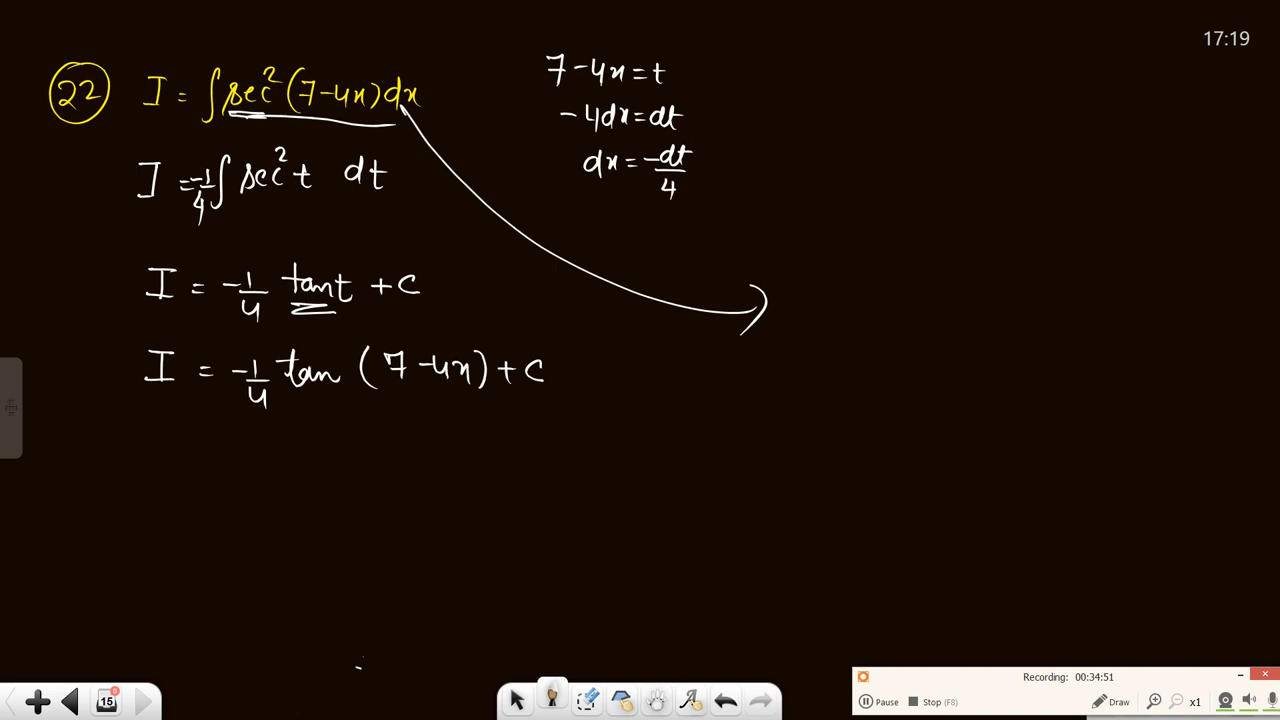 17:19
22 I = ∫ sec²(7-4x)dx
7-4x=t
-4dx=dt
dx=-dt/4
I = -1/4 ∫ sec²t dt
I = -1/4 tant +c
I = -1/4 tan (7-4x)+c
15
0
Recording: 00:34:51
Pause Stop (F8) Draw x1